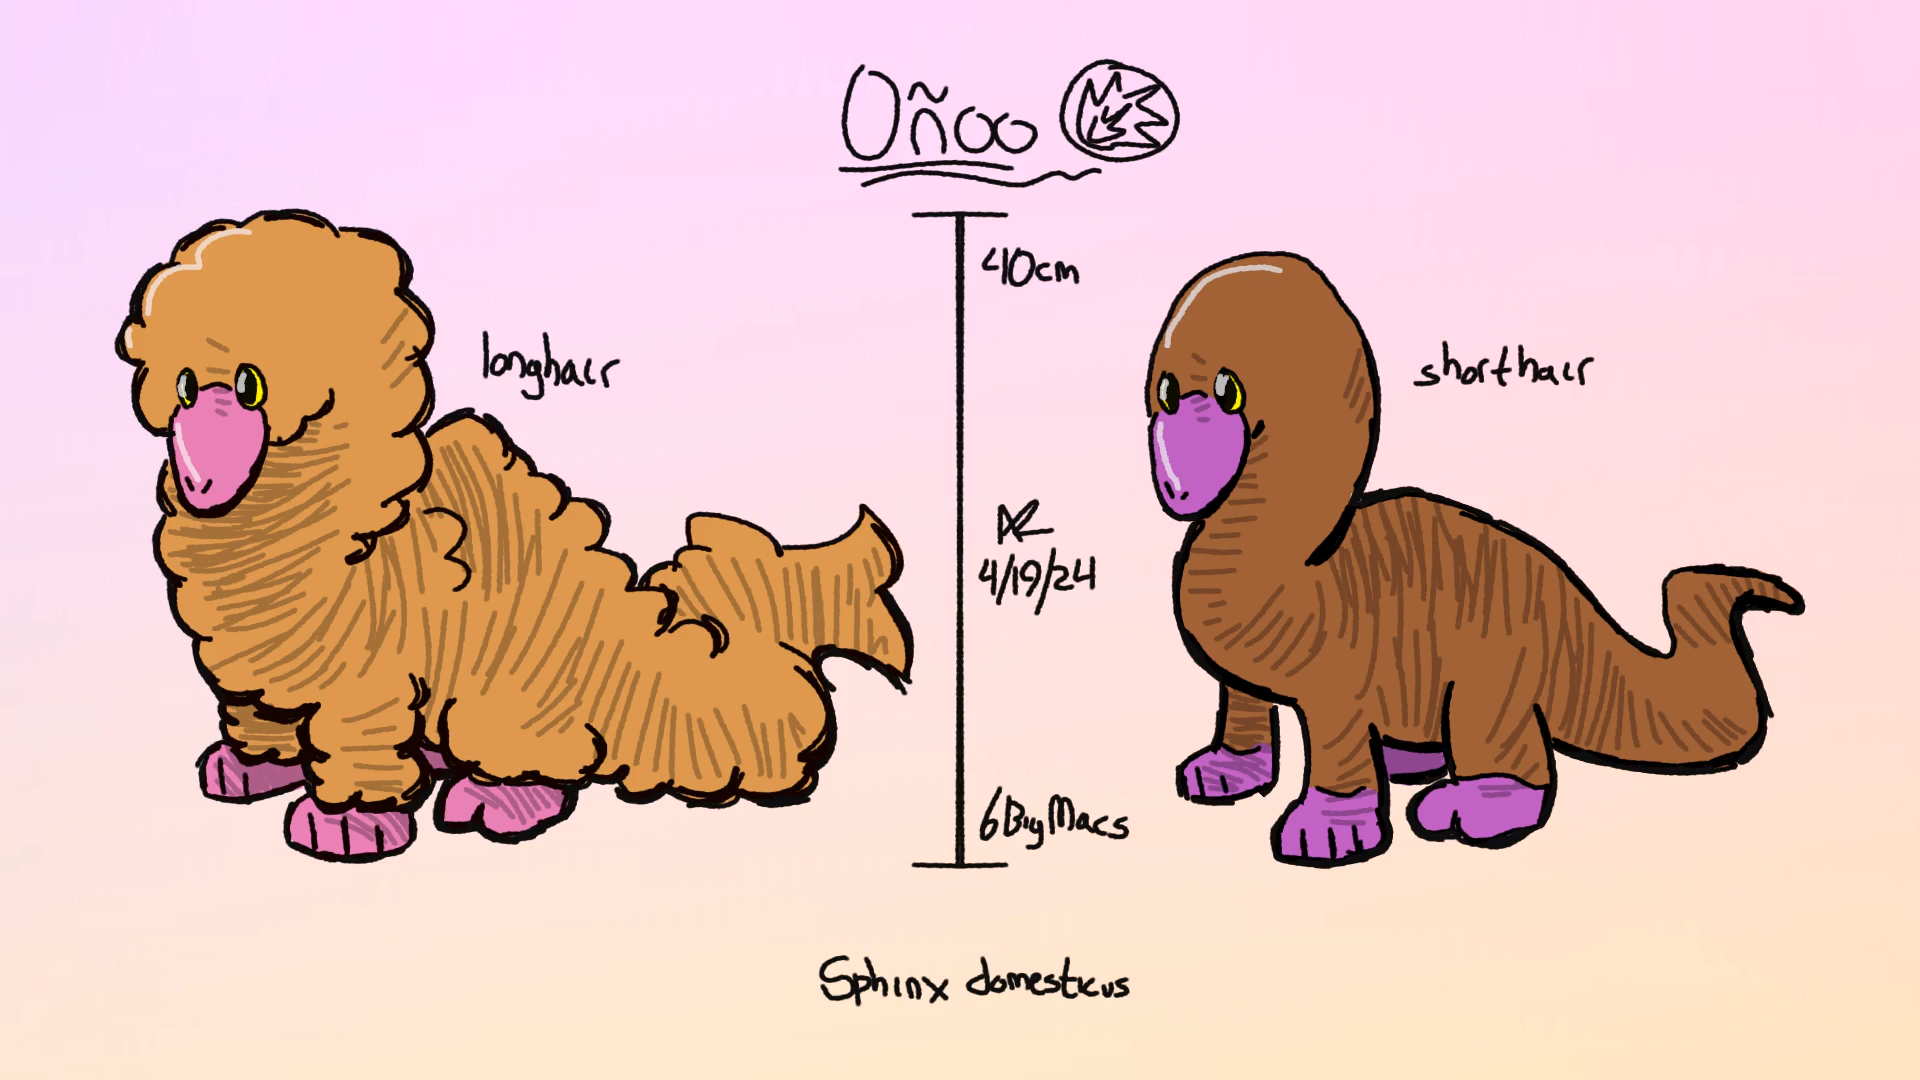 Oñoo
40cm
longhair
shorthair
4/19/24
6 Big Macs
Sphinx domesticus